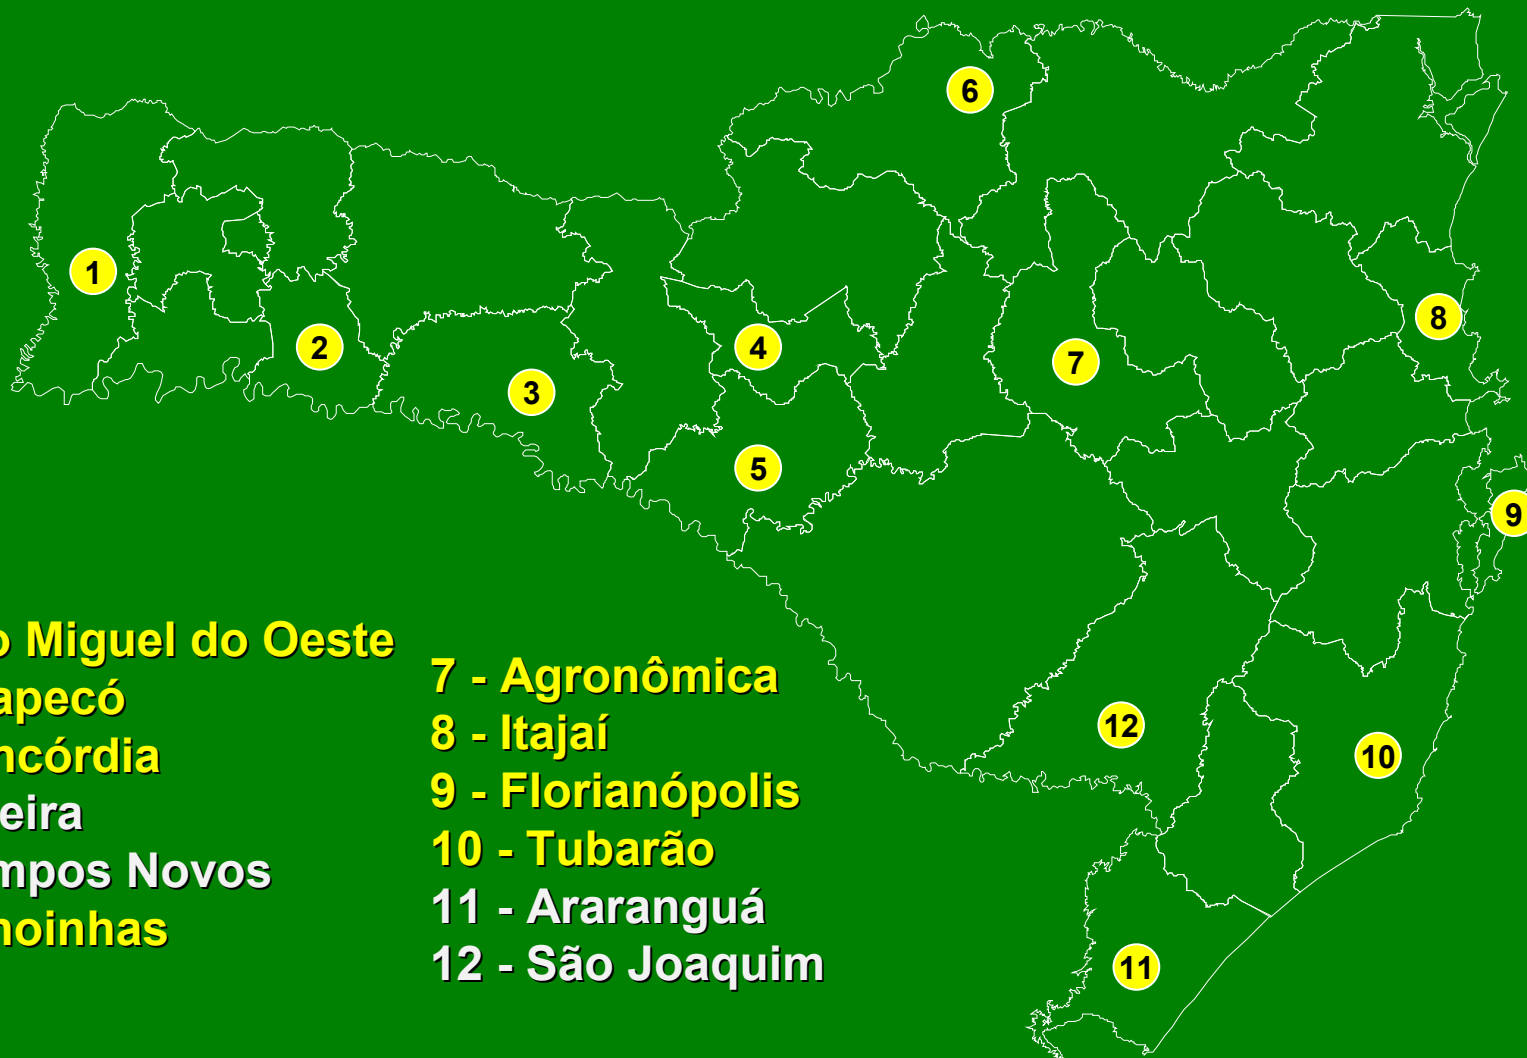 6
1
8
2
4
7
3
5
9
o Miguel do Oeste
apecó
ncórdia
eira
mpos Novos
noinhas
7 - Agronômica
8 - Itajaí
9 - Florianópolis
10 - Tubarão
11 - Araranguá
12 - São Joaquim
12
10
11